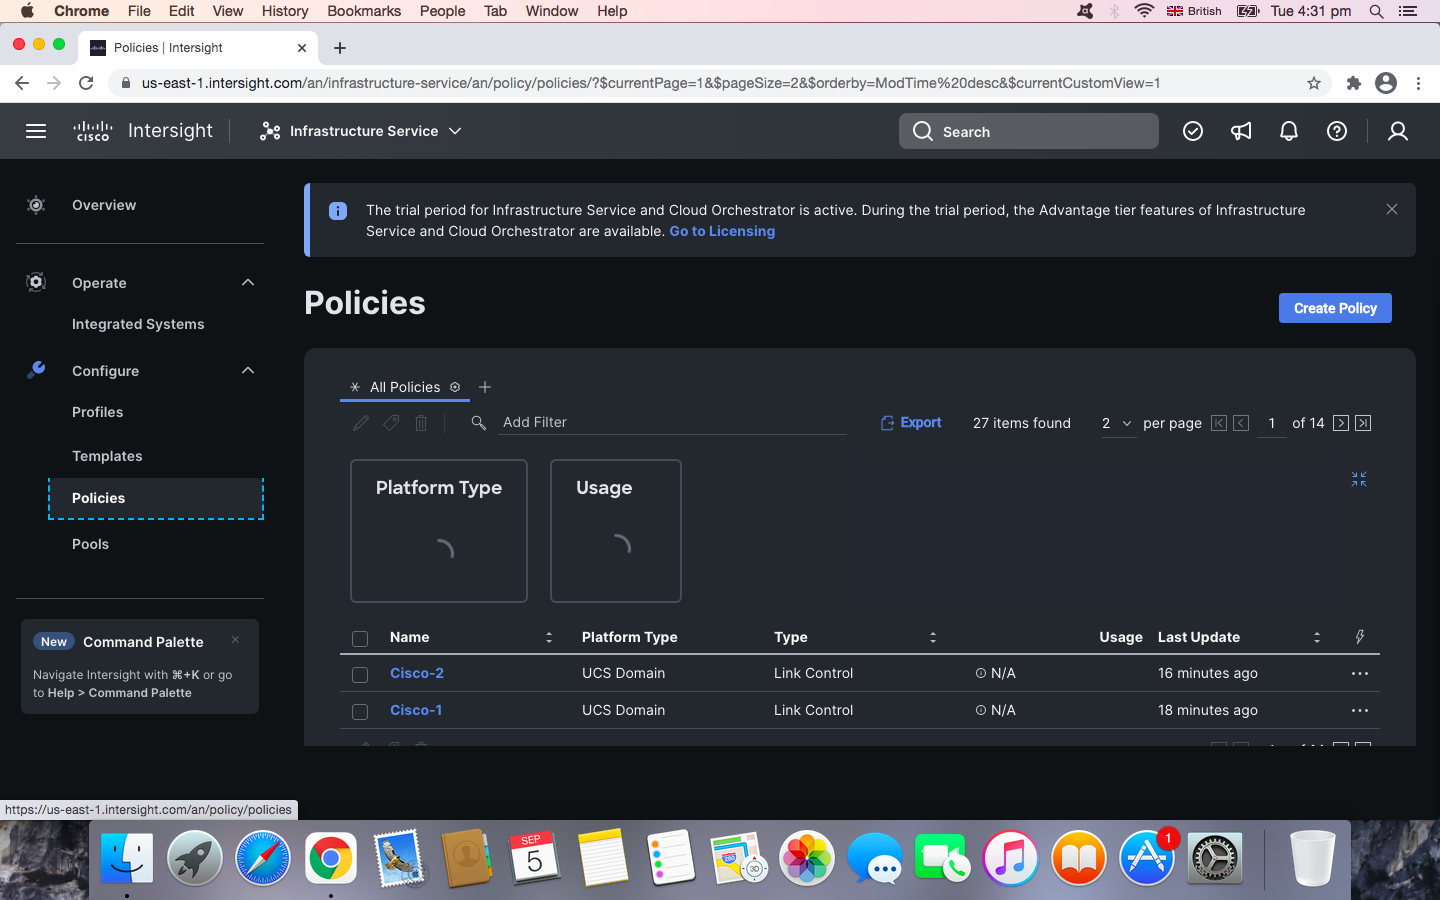 Chrome File Edit View History Bookmarks People Tab Window Help British Tue 4:31 pm
Policies | Intersight
us-east-1.intersight.com/an/infrastructure-service/an/policy/policies/?$currentPage=1&$pageSize=2&$orderby=ModTime%20desc&$currentCustomView=1
CISCO Intersight Infrastructure Service Search
Overview
The trial period for Infrastructure Service and Cloud Orchestrator is active. During the trial period, the Advantage tier features of Infrastructure
Service and Cloud Orchestrator are available. Go to Licensing
Operate
Integrated Systems
Configure
Profiles
Templates
Policies
Pools
New Command Palette
Navigate Intersight with ⌘+K or go
to Help > Command Palette
Policies
Create Policy
All Policies
Add Filter Export 27 items found 2 per page 1 of 14
Platform Type Usage
Name Platform Type Type Usage Last Update
Cisco-2 UCS Domain Link Control N/A 16 minutes ago
Cisco-1 UCS Domain Link Control N/A 18 minutes ago
https://us-east-1.intersight.com/an/policy/policies
SEP
5
280
3D
1